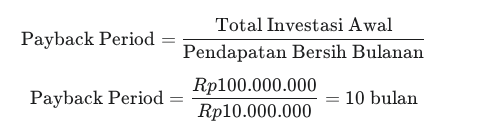 Payback Period = Total Investasi Awal / Pendapatan Bersih Bulanan
Payback Period = Rp100.000.000 / Rp10.000.000 = 10 bulan